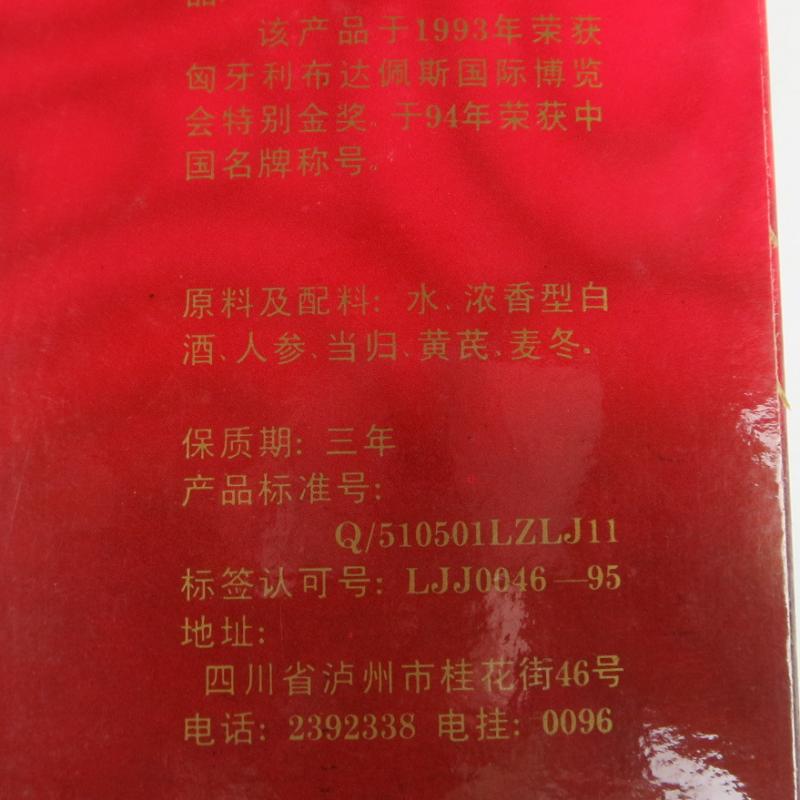 该产品于1993年荣获
匈牙利布达佩斯国际博览
会特别金奖.于94年荣获中
国名牌称号。
原料及配料: 水、浓香型白
酒、人参、当归、黄芪、麦冬.
保质期: 三年
产品标准号:
Q/510501LZLJ11
标签认可号: LJJ0046—95
地址:
四川省泸州市桂花街46号
电话: 2392338 电挂: 0096